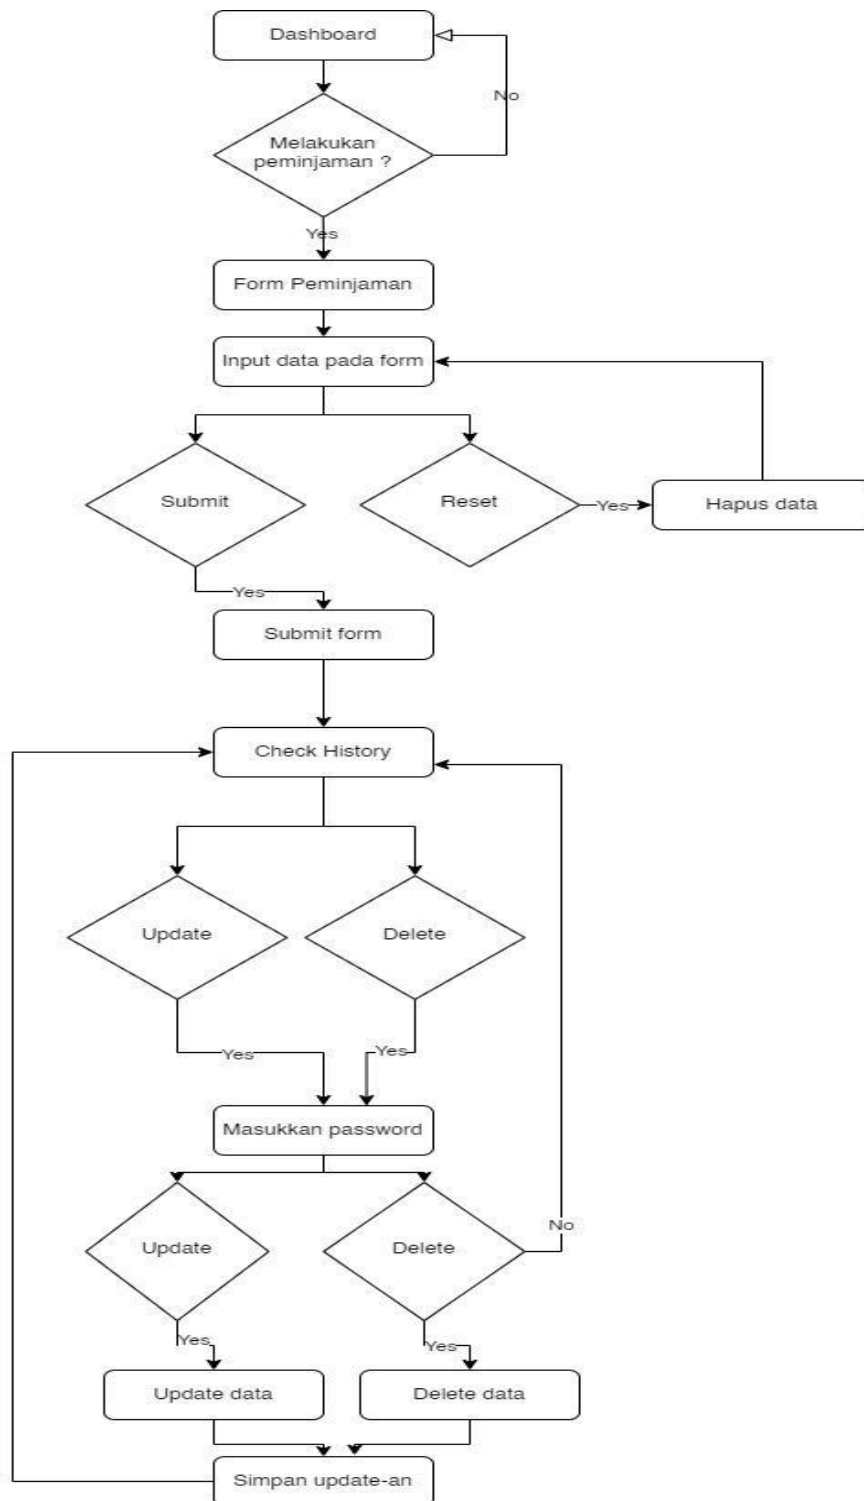 Dashboard
No
Melakukan
peminjaman ?
Yes
Form Peminjaman
Input data pada form
Submit
Reset
Yes
Hapus data
Yes
Submit form
Check History
Update
Delete
Yes
Yes
Masukkan password
Update
Delete
No
Yes
Yes
Update data
Delete data
Simpan update-an